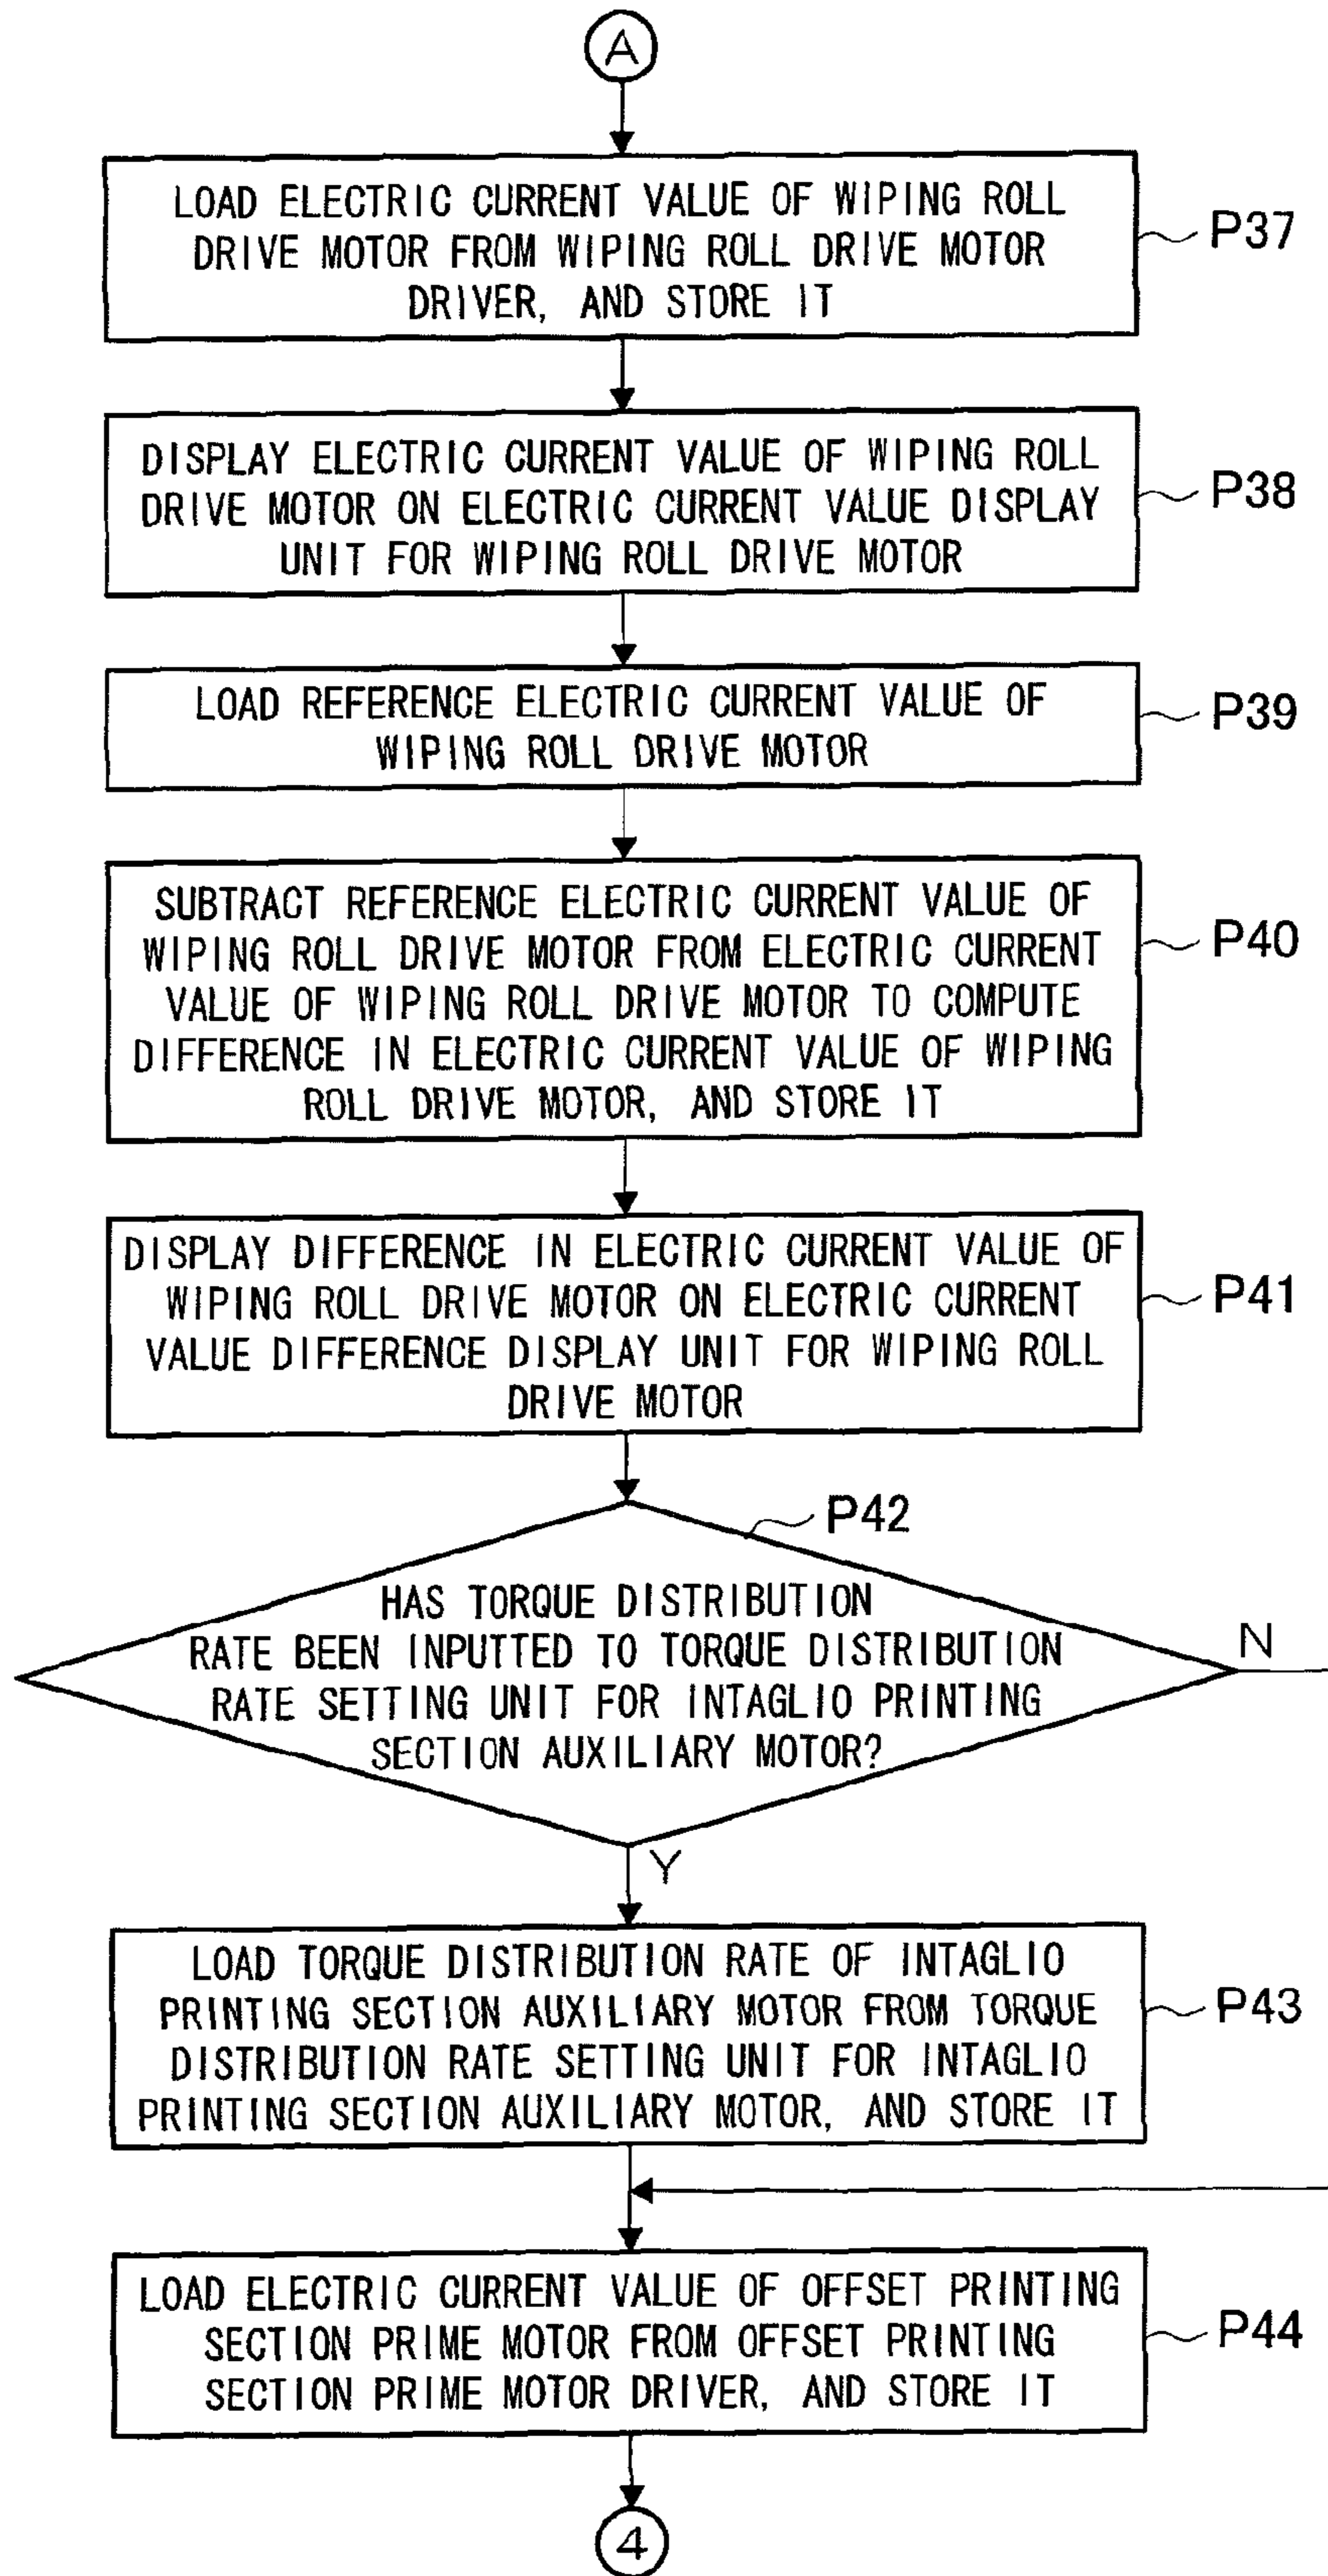 A
LOAD ELECTRIC CURRENT VALUE OF WIPING ROLL
DRIVE MOTOR FROM WIPING ROLL DRIVE MOTOR
DRIVER, AND STORE IT
P37
DISPLAY ELECTRIC CURRENT VALUE OF WIPING ROLL
DRIVE MOTOR ON ELECTRIC CURRENT VALUE DISPLAY
UNIT FOR WIPING ROLL DRIVE MOTOR
P38
LOAD REFERENCE ELECTRIC CURRENT VALUE OF
WIPING ROLL DRIVE MOTOR
P39
SUBTRACT REFERENCE ELECTRIC CURRENT VALUE OF
WIPING ROLL DRIVE MOTOR FROM ELECTRIC CURRENT
VALUE OF WIPING ROLL DRIVE MOTOR TO COMPUTE
DIFFERENCE IN ELECTRIC CURRENT VALUE OF WIPING
ROLL DRIVE MOTOR, AND STORE IT
P40
DISPLAY DIFFERENCE IN ELECTRIC CURRENT VALUE OF
WIPING ROLL DRIVE MOTOR ON ELECTRIC CURRENT
VALUE DIFFERENCE DISPLAY UNIT FOR WIPING ROLL
DRIVE MOTOR
P41
P42
HAS TORQUE DISTRIBUTION
RATE BEEN INPUTTED TO TORQUE DISTRIBUTION
RATE SETTING UNIT FOR INTAGLIO PRINTING
SECTION AUXILIARY MOTOR?
N
Y
LOAD TORQUE DISTRIBUTION RATE OF INTAGLIO
PRINTING SECTION AUXILIARY MOTOR FROM TORQUE
DISTRIBUTION RATE SETTING UNIT FOR INTAGLIO
PRINTING SECTION AUXILIARY MOTOR, AND STORE IT
P43
LOAD ELECTRIC CURRENT VALUE OF OFFSET PRINTING
SECTION PRIME MOTOR FROM OFFSET PRINTING
SECTION PRIME MOTOR DRIVER, AND STORE IT
P44
4